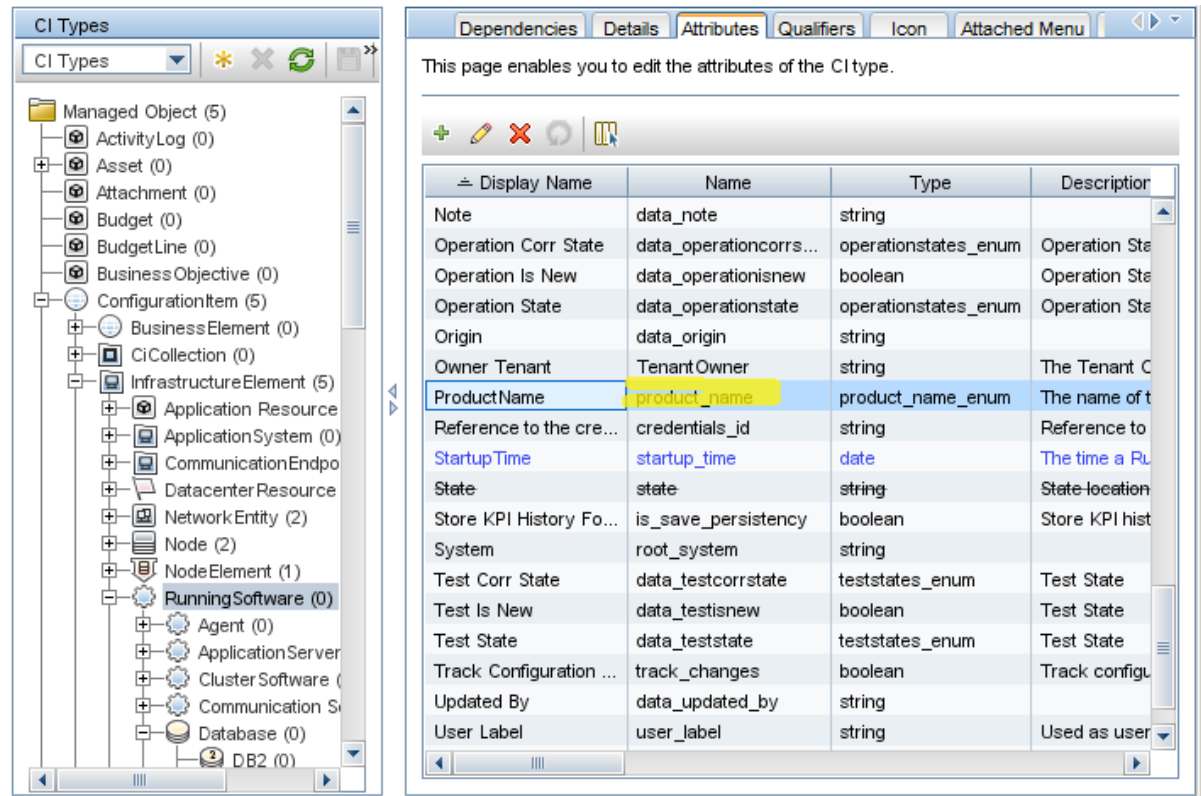 CI Types
CI Types
Managed Object (5)
ActivityLog (0)
Asset (0)
Attachment (0)
Budget (0)
BudgetLine (0)
BusinessObjective (0)
ConfigurationItem (5)
BusinessElement (0)
CiCollection (0)
InfrastructureElement (5)
Application Resource
ApplicationSystem (0)
CommunicationEndpo
DatacenterResource
NetworkEntity (2)
Node (2)
NodeElement (1)
RunningSoftware (0)
Agent (0)
ApplicationServer
ClusterSoftware (
Communication S
Database (0)
DB2 (0)
Dependencies Details Attributes Qualifiers Icon Attached Menu
This page enables you to edit the attributes of the CI type.
Display Name Name Type Description
Note data_note string
Operation Corr State data_operationcorrs... operationstates_enum Operation Sta
Operation Is New data_operationisnew boolean Operation Sta
Operation State data_operationstate operationstates_enum Operation Sta
Origin data_origin string
Owner Tenant TenantOwner string The Tenant O
ProductName product_name product_name_enum The name of t
Reference to the cre... credentials_id string Reference to
StartupTime startup_time date The time a Ru
State state string State location
Store KPI History Fo... is_save_persistency boolean Store KPI hist
System root_system string
Test Corr State data_testcorrstate teststates_enum Test State
Test Is New data_testisnew boolean Test State
Test State data_teststate teststates_enum Test State
Track Configuration ... track_changes boolean Track configu
Updated By data_updated_by string
User Label user_label string Used as user